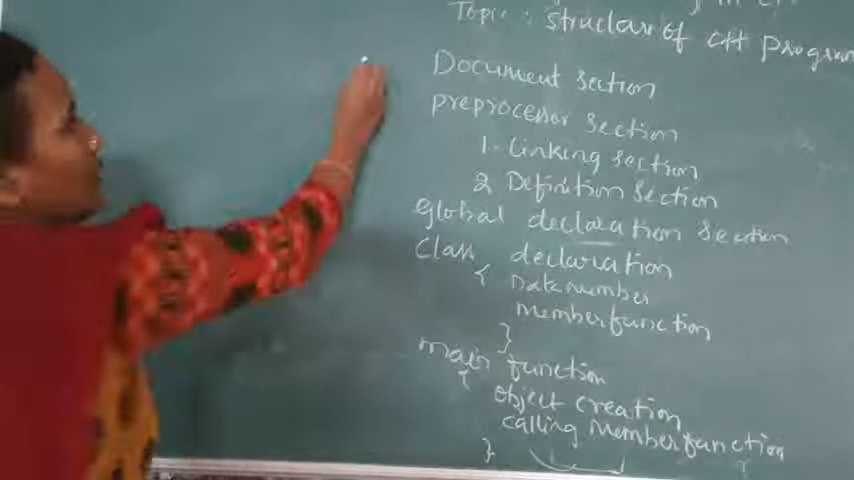 Topic : Structure of C++ Program
Document Section
preprocessor Section
1. Linking section
2 Definition Section
Global declaration Section
Class declaration
{ Data number
member function
}
main function
{
object creation
calling member function
}